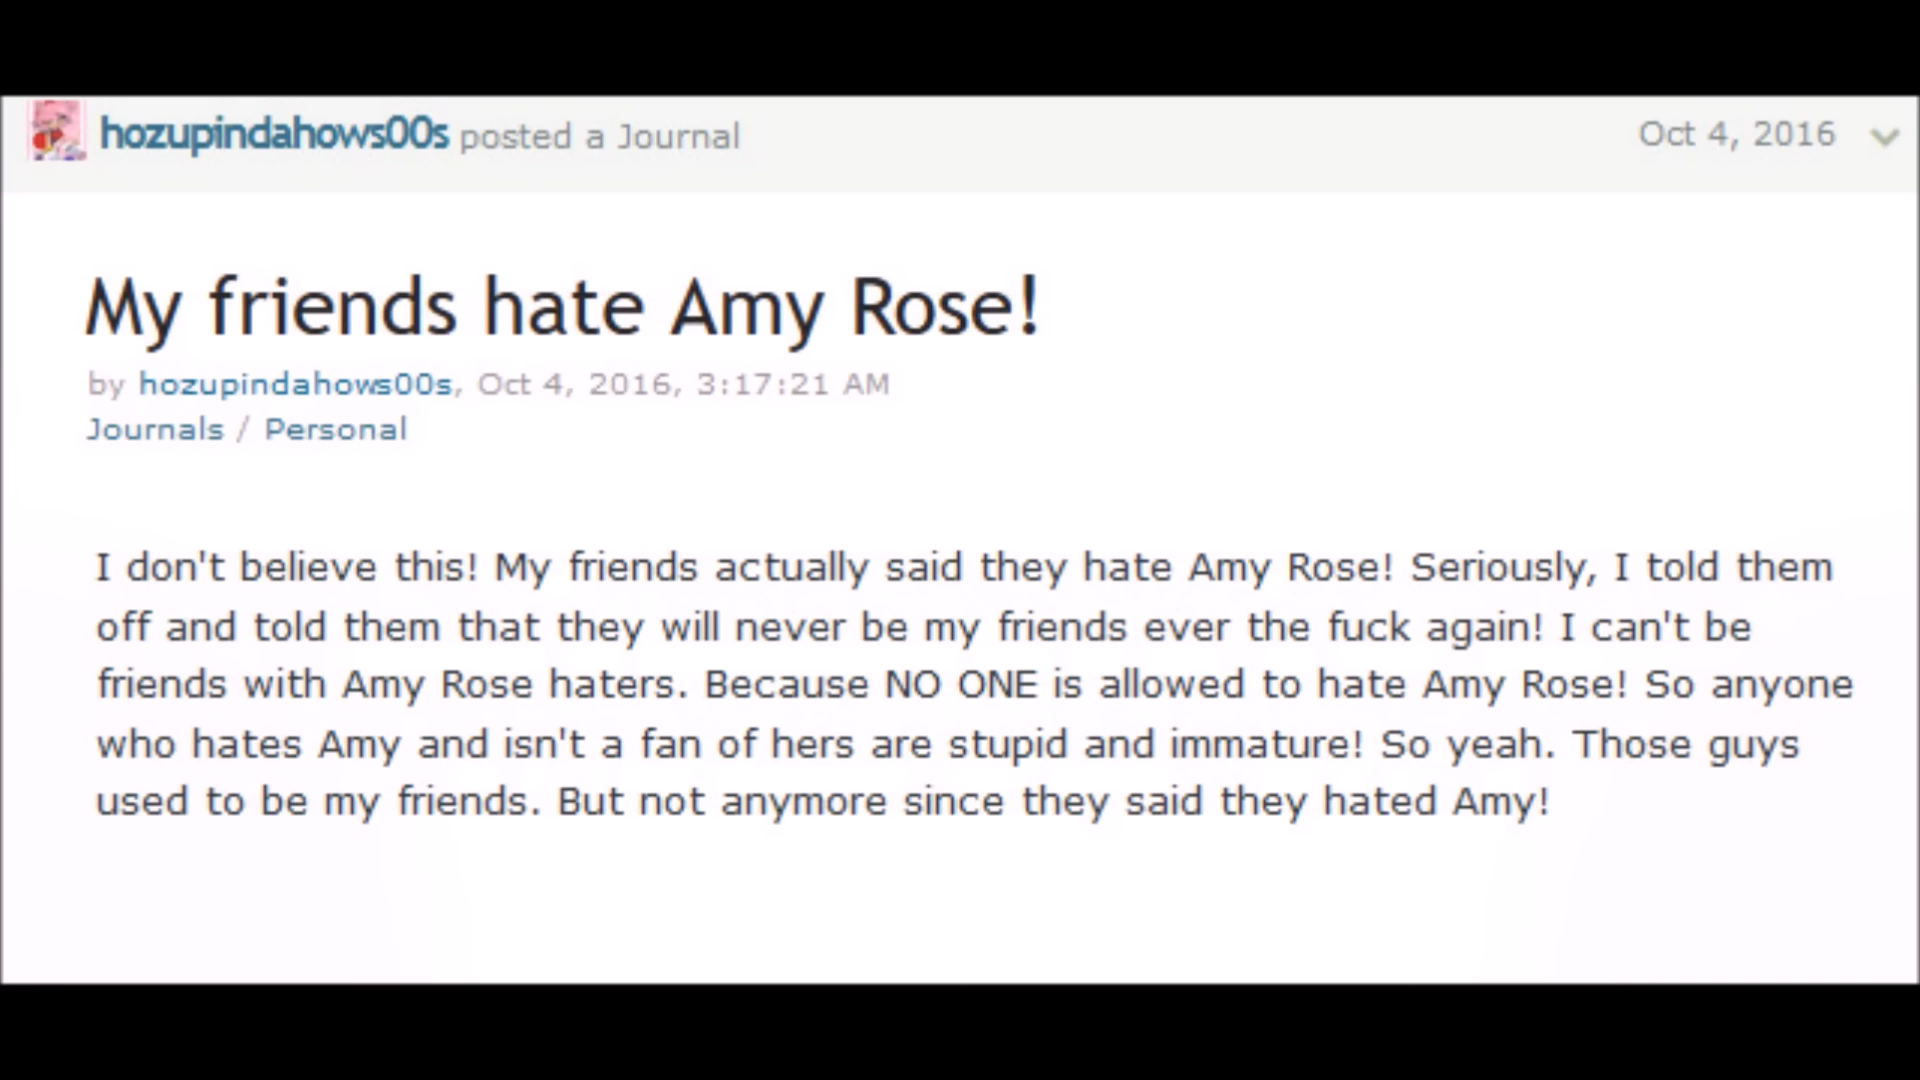 hozupindahows00s posted a Journal Oct 4, 2016
My friends hate Amy Rose!
by hozupindahows00s, Oct 4, 2016, 3:17:21 AM
Journals / Personal
I don't believe this! My friends actually said they hate Amy Rose! Seriously, I told them
off and told them that they will never be my friends ever the fuck again! I can't be
friends with Amy Rose haters. Because NO ONE is allowed to hate Amy Rose! So anyone
who hates Amy and isn't a fan of hers are stupid and immature! So yeah. Those guys
used to be my friends. But not anymore since they said they hated Amy!